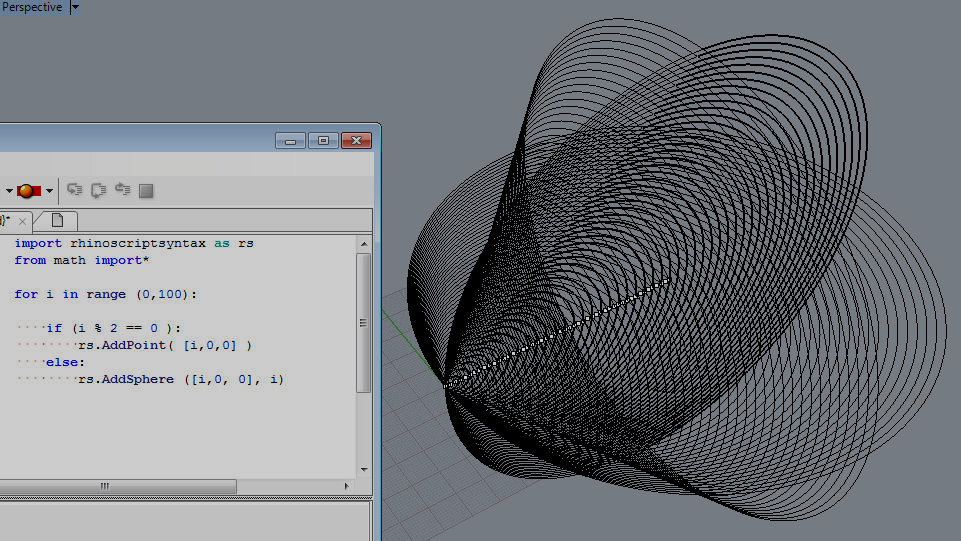 Perspective
import rhinoscriptsyntax as rs
from math import*
for i in range (0,100):
if (i % 2 == 0 ):
rs.AddPoint( [i,0,0] )
else:
rs.AddSphere ([i,0, 0], i)